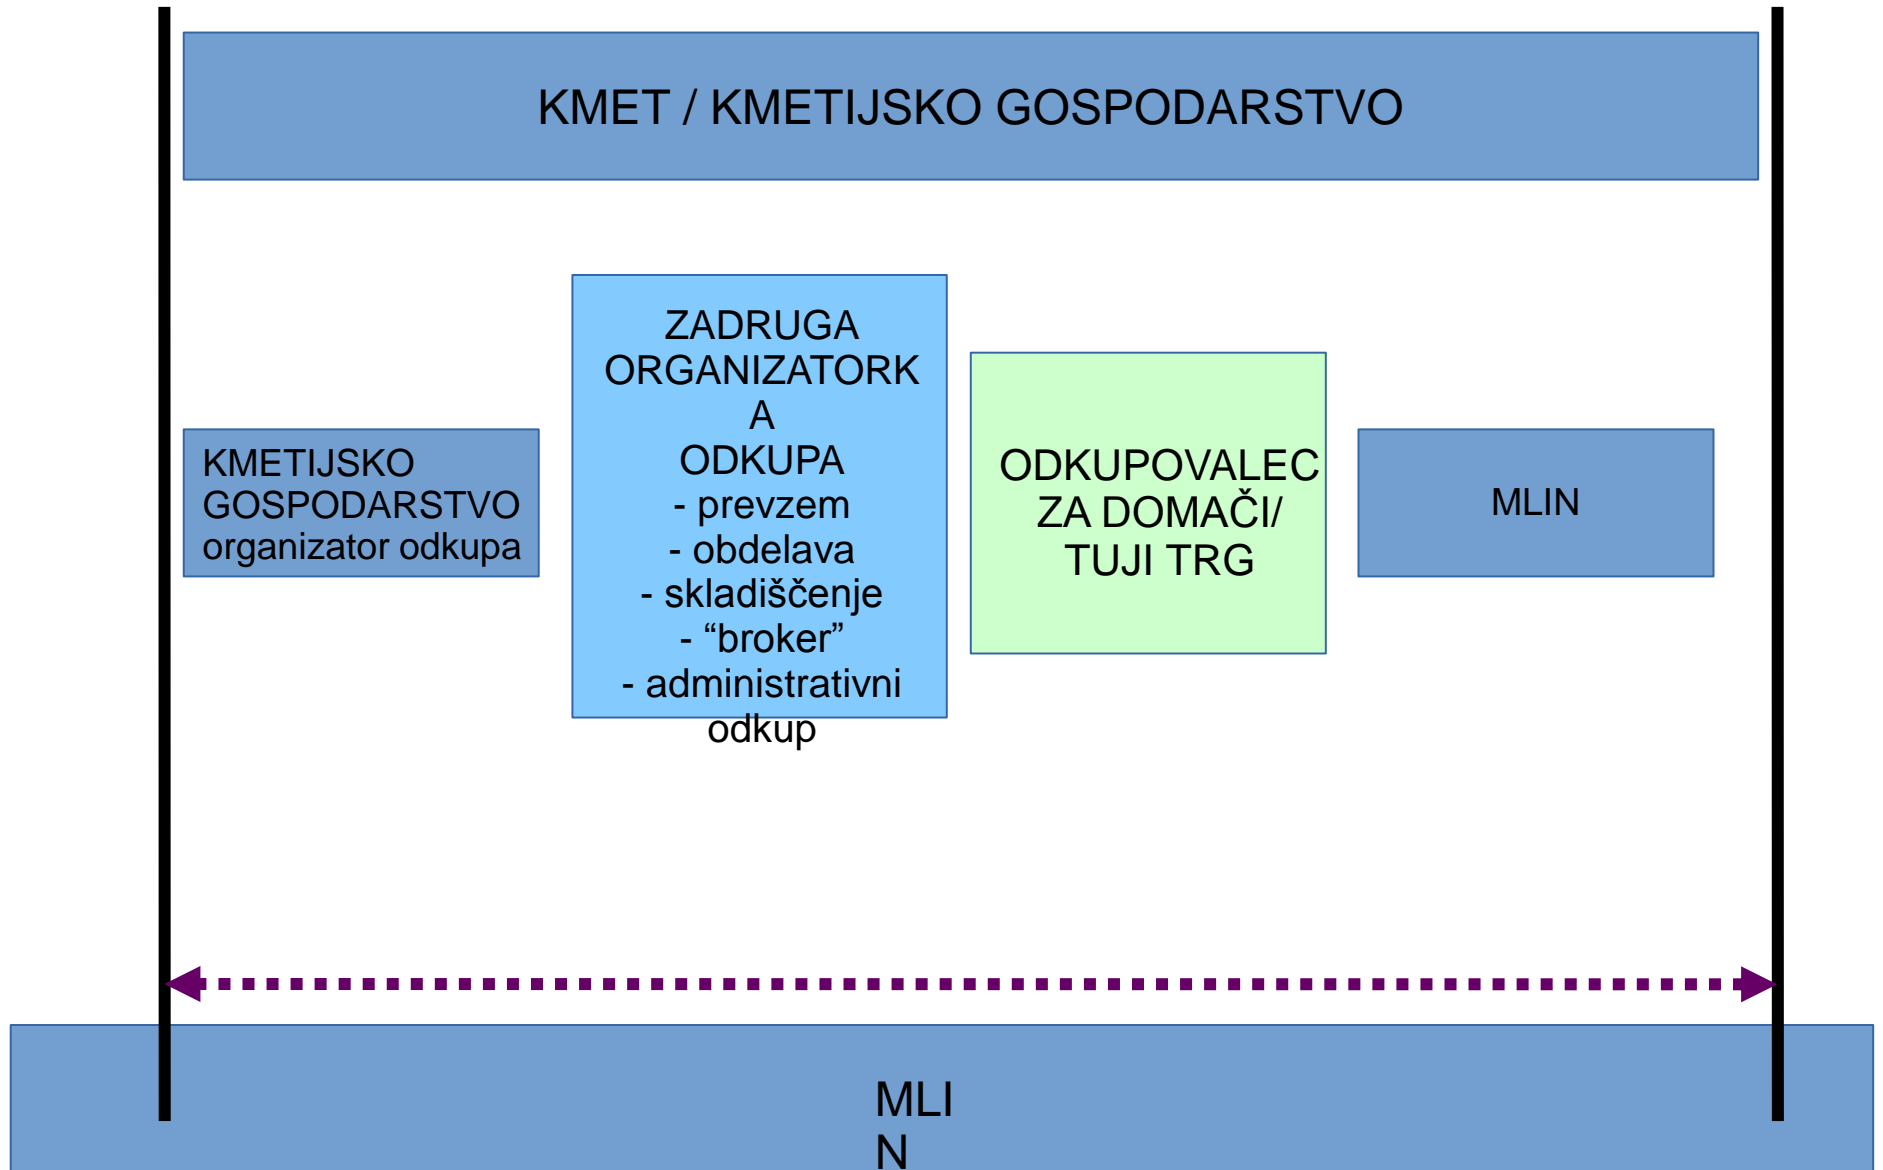 KMET / KMETIJSKO GOSPODARSTVO
KMETIJSKO
GOSPODARSTVO
organizator odkupa
ZADRUGA
ORGANIZATORK
A
ODKUPA
- prevzem
- obdelava
- skladiščenje
- “broker”
- administrativni
odkup
ODKUPOVALEC
ZA DOMAČI/
TUJI TRG
MLIN
MLI
N